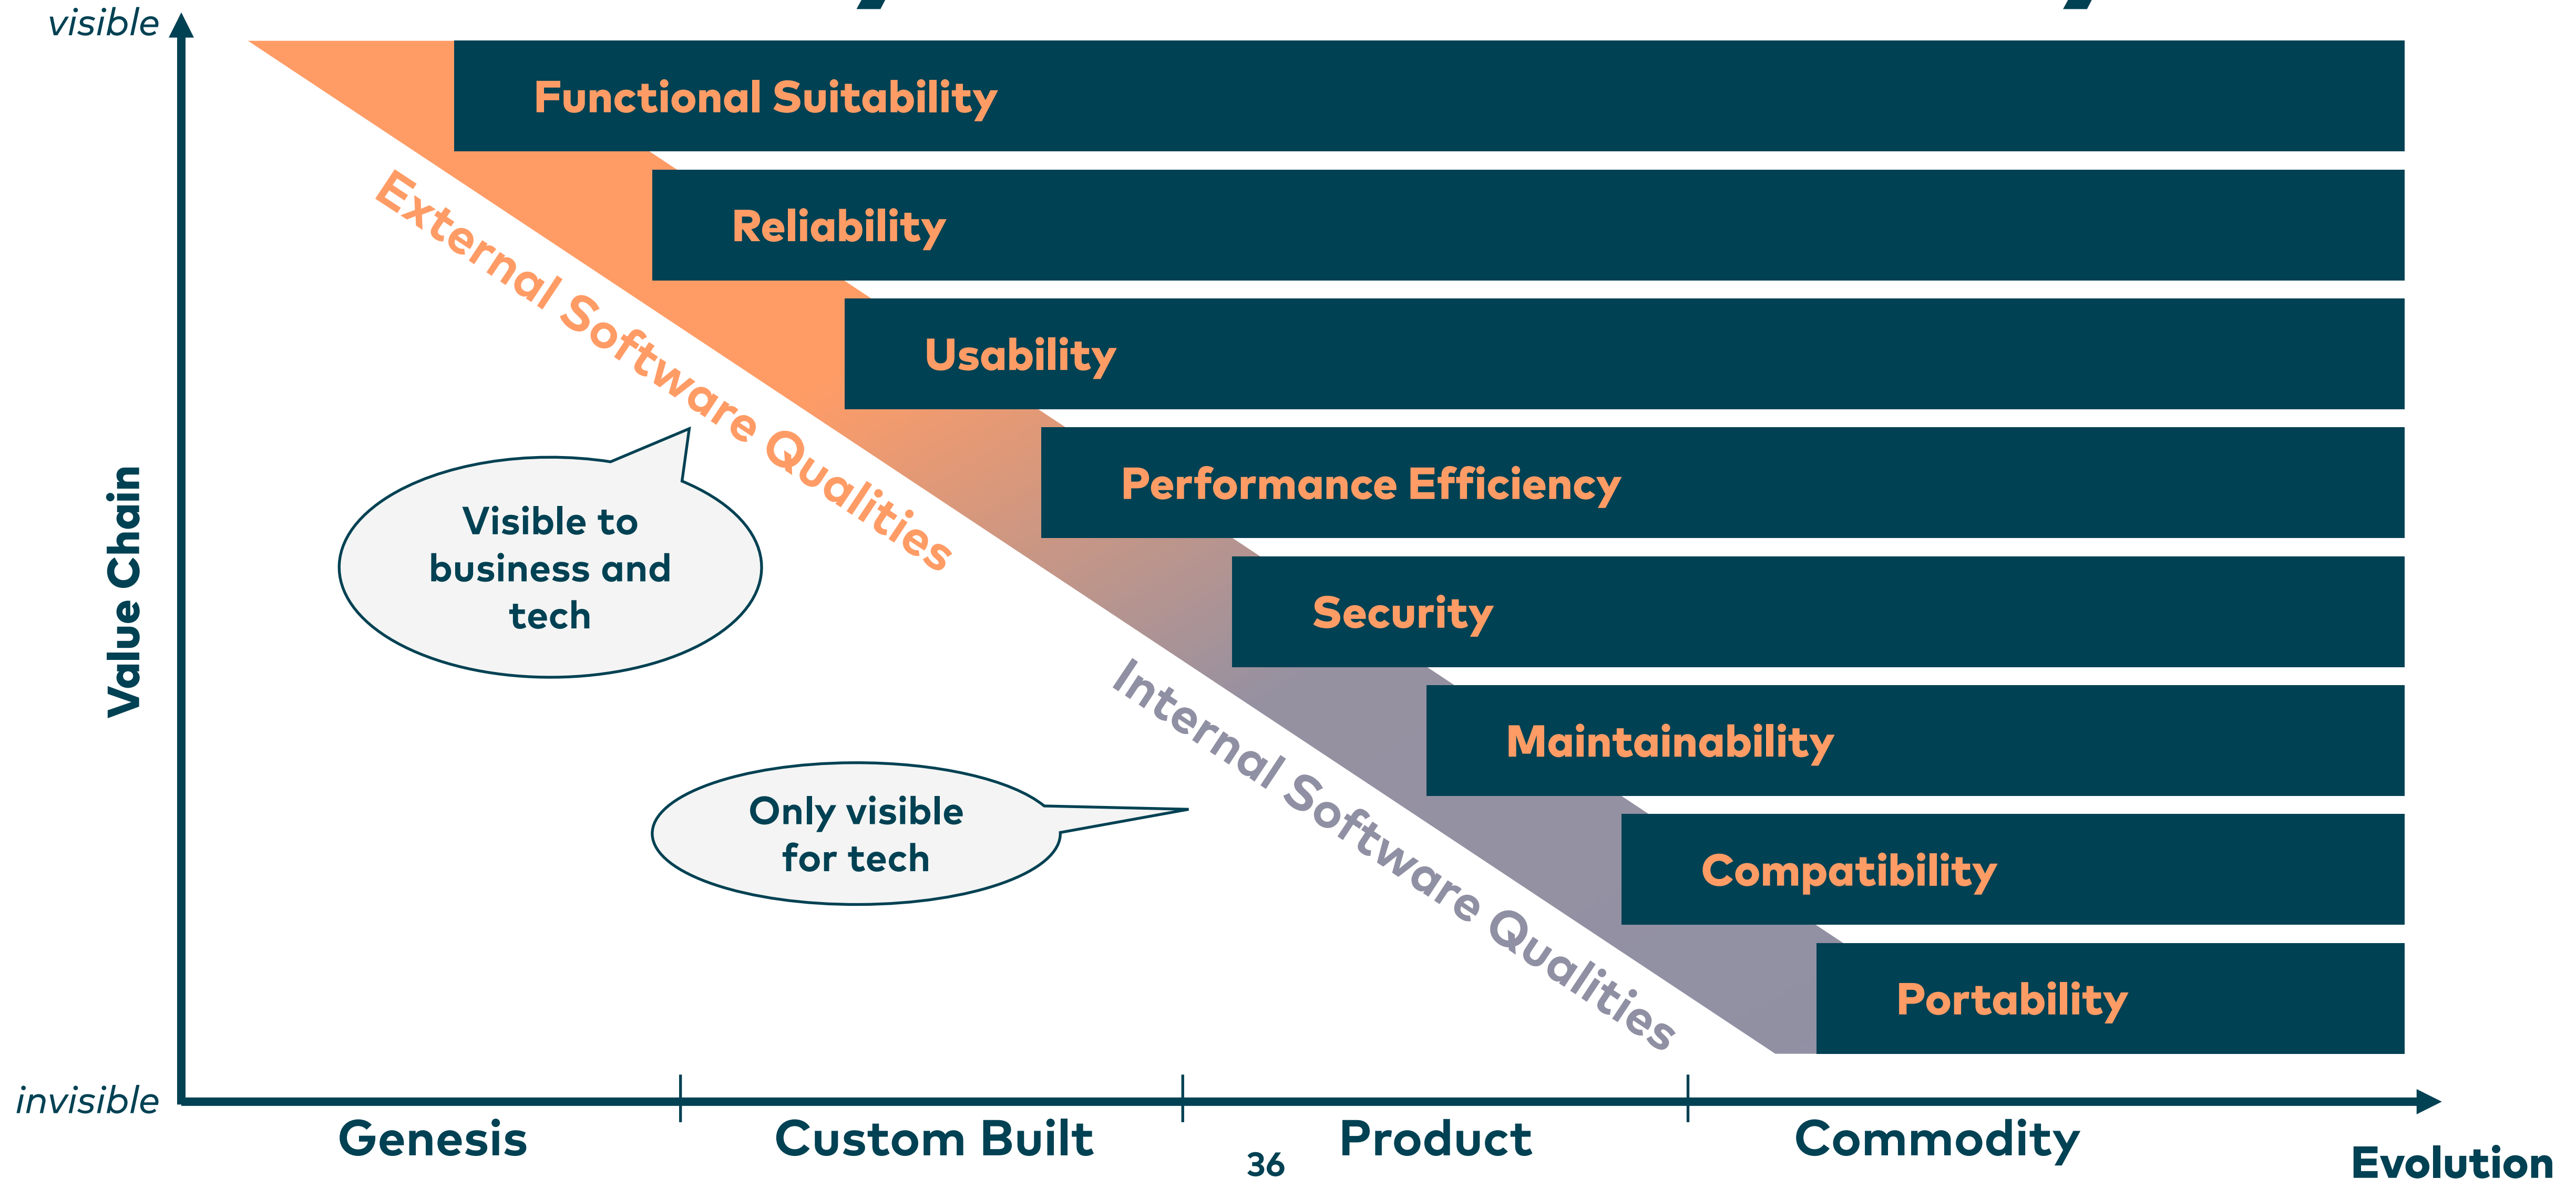 visible
Functional Suitability
Reliability
Usability
Performance Efficiency
Security
Maintainability
Compatibility
Portability
External Software Qualities
Internal Software Qualities
Visible to
business and
tech
Only visible
for tech
Value Chain
invisible
Genesis
Custom Built
Product
Commodity
Evolution
36